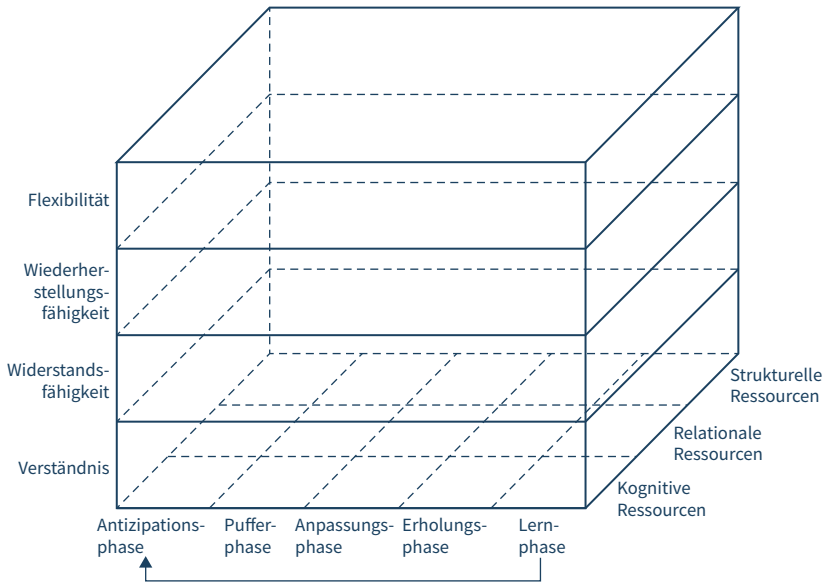 Flexibilität
Wiederher-
stellungs-
fähigkeit
Widerstands-
fähigkeit
Verständnis
Strukturelle
Ressourcen
Relationale
Ressourcen
Kognitive
Ressourcen
Antizipations-
phase
Puffer-
phase
Anpassungs-
phase
Erholungs-
phase
Lern-
phase